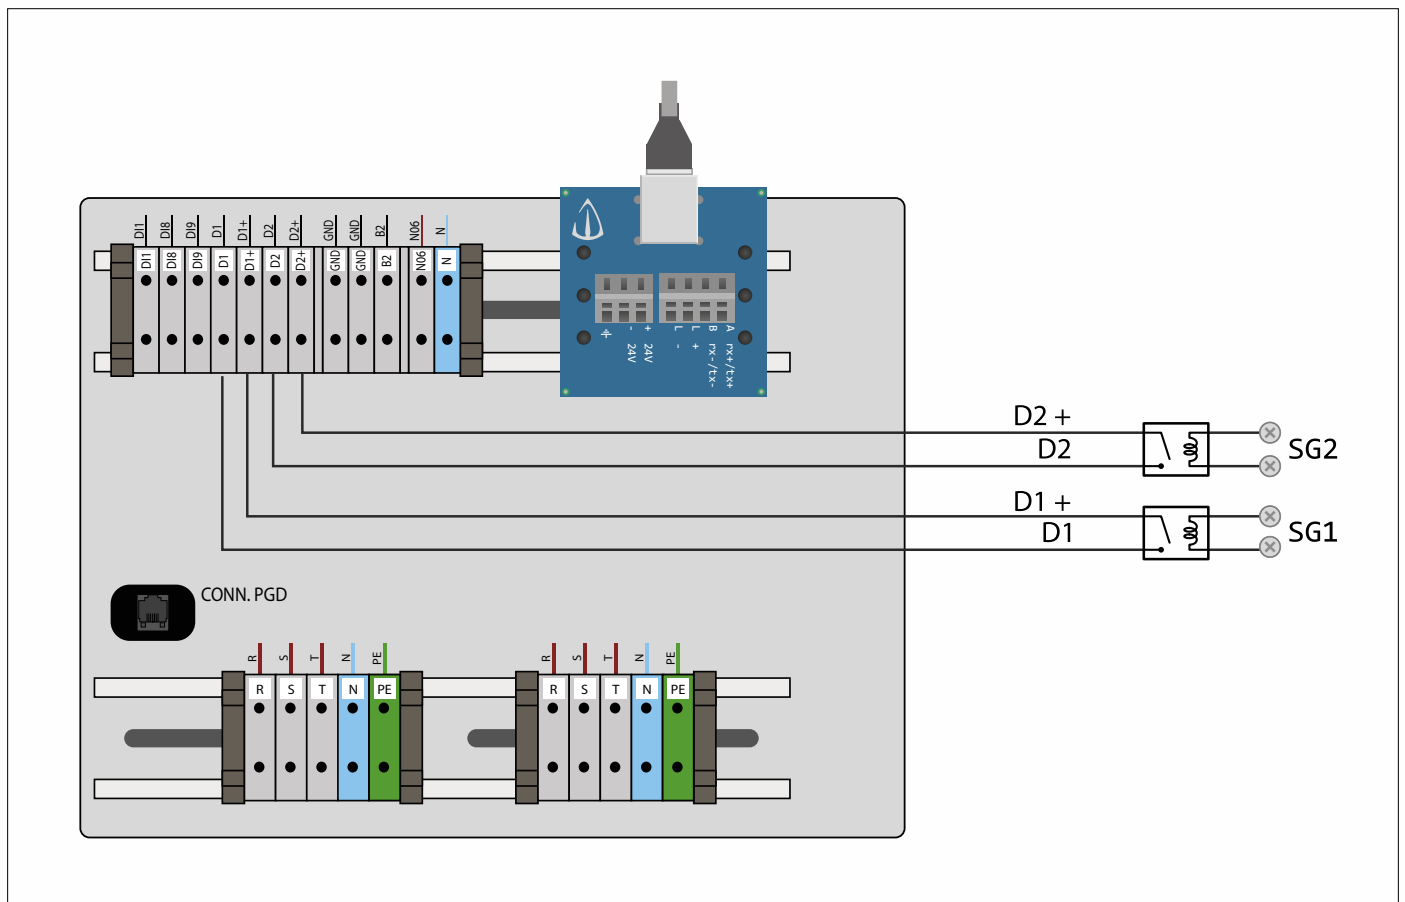 DI1 DI8 DI9 D1 D1+ D2 D2+ GND GND B2 N06 N
DI1 DI8 DI9 D1 D1+ D2 D2+ GND GND B2 N06 N
- 24V
+ 24V
L -
L +
B rx-/tx-
A rx+/tx+
D2 +
D2
SG2
D1 +
D1
SG1
CONN. PGD
R S T N PE
R S T N PE
R S T N PE
R S T N PE